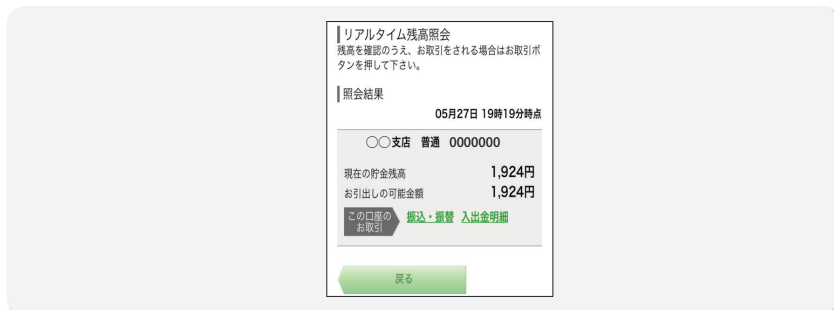 リアルタイム残高照会
残高を確認のうえ、お取引をされる場合はお取引ボ
タンを押して下さい。
照会結果
05月27日 19時19分時点
○○支店 普通 0000000
現在の貯金残高 1,924円
お引出しの可能金額 1,924円
この口座の
お取引
振込・振替 入出金明細
戻る